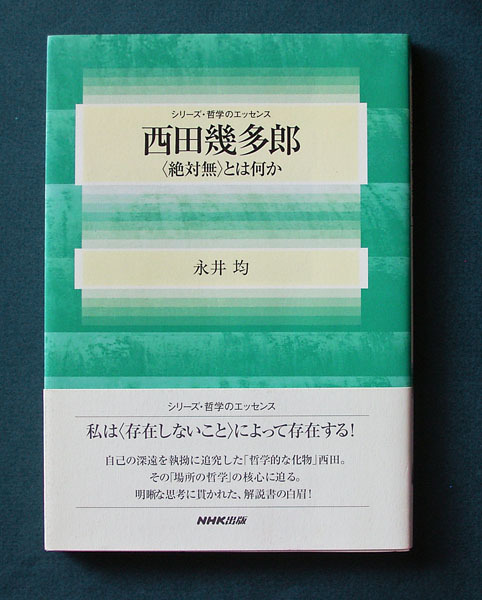 シリーズ・哲学のエッセンス
西田幾多郎
〈絶対無〉とは何か
永井 均
シリーズ・哲学のエッセンス
私は〈存在しないこと〉によって存在する!
自己の深遠を執拗に追究した「哲学的な化物」西田。
その「場所の哲学」の核心に迫る。
明晰な思考に貫かれた、解説書の白眉!
NHK出版